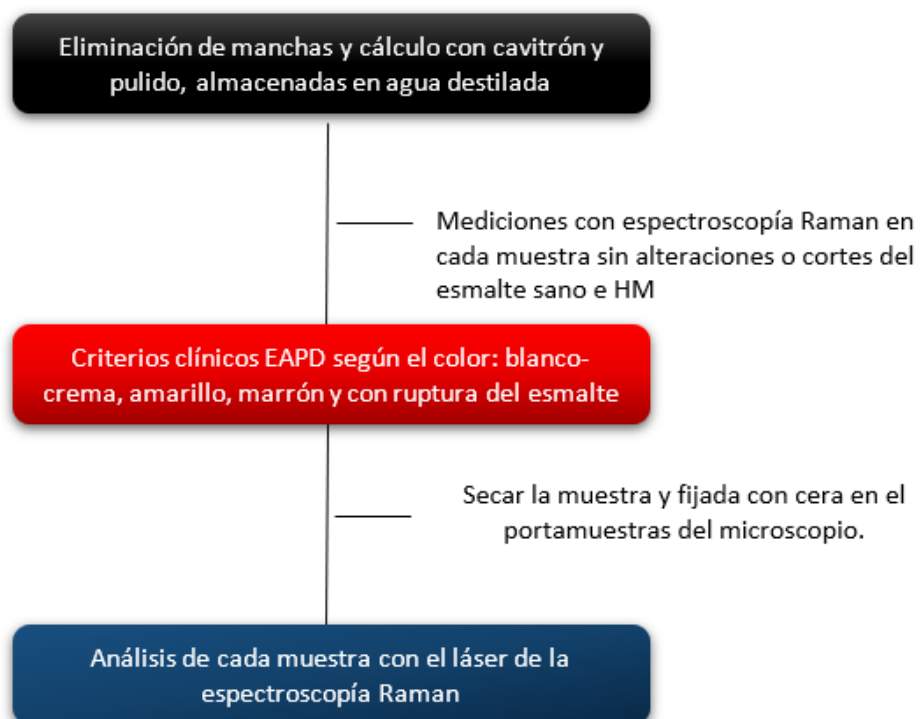 Eliminación de manchas y cálculo con cavitrón y
pulido, almacenadas en agua destilada
Mediciones con espectroscopía Raman en
cada muestra sin alteraciones o cortes del
esmalte sano e HM
Criterios clínicos EAPD según el color: blanco-
crema, amarillo, marrón y con ruptura del esmalte
Secar la muestra y fijada con cera en el
portamuestras del microscopio.
Análisis de cada muestra con el láser de la
espectroscopía Raman